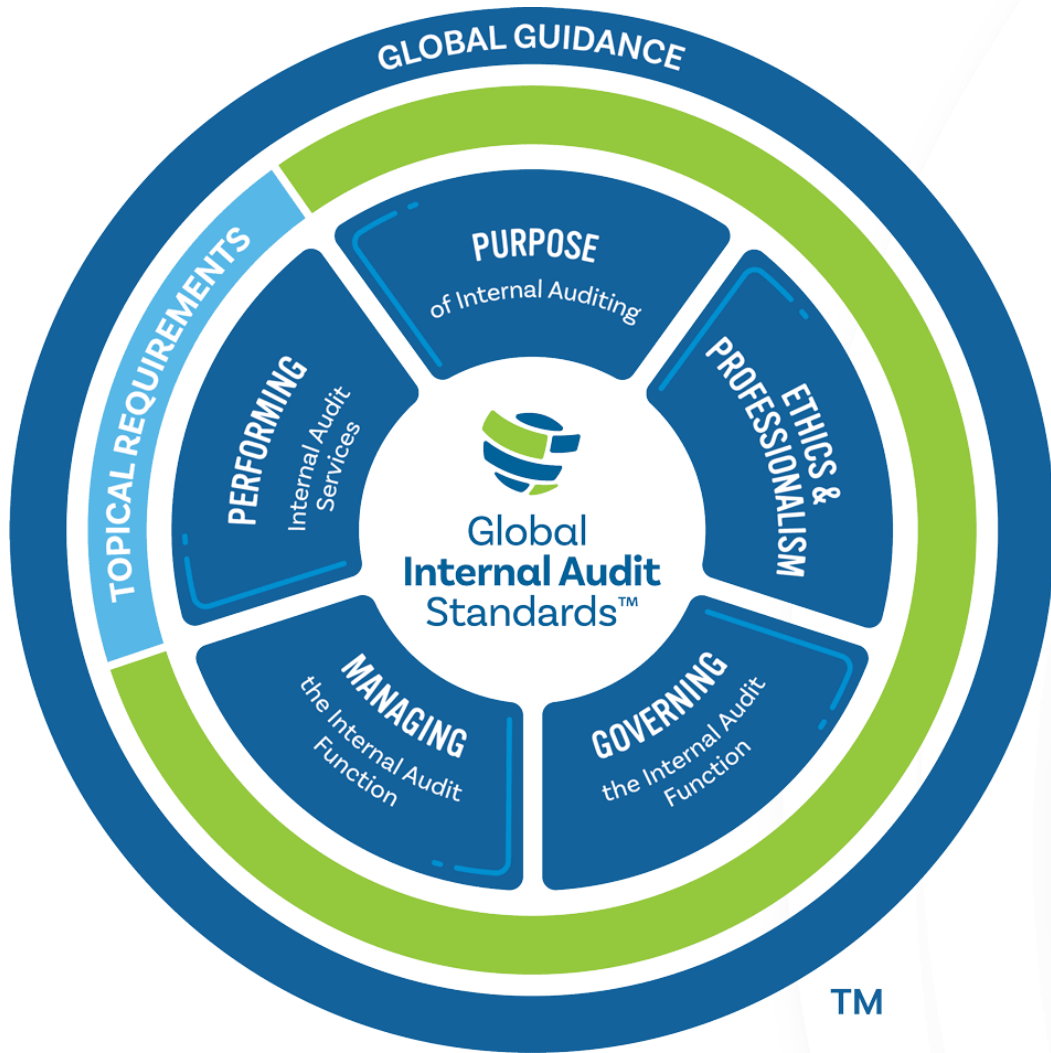 GLOBAL GUIDANCE
TOPICAL REQUIREMENTS
PURPOSE
of Internal Auditing
ETHICS &
PROFESSIONALISM
GOVERNING
the Internal Audit
Function
MANAGING
the Internal Audit
Function
PERFORMING
Internal Audit
Services
Global
Internal Audit
Standards™
TM